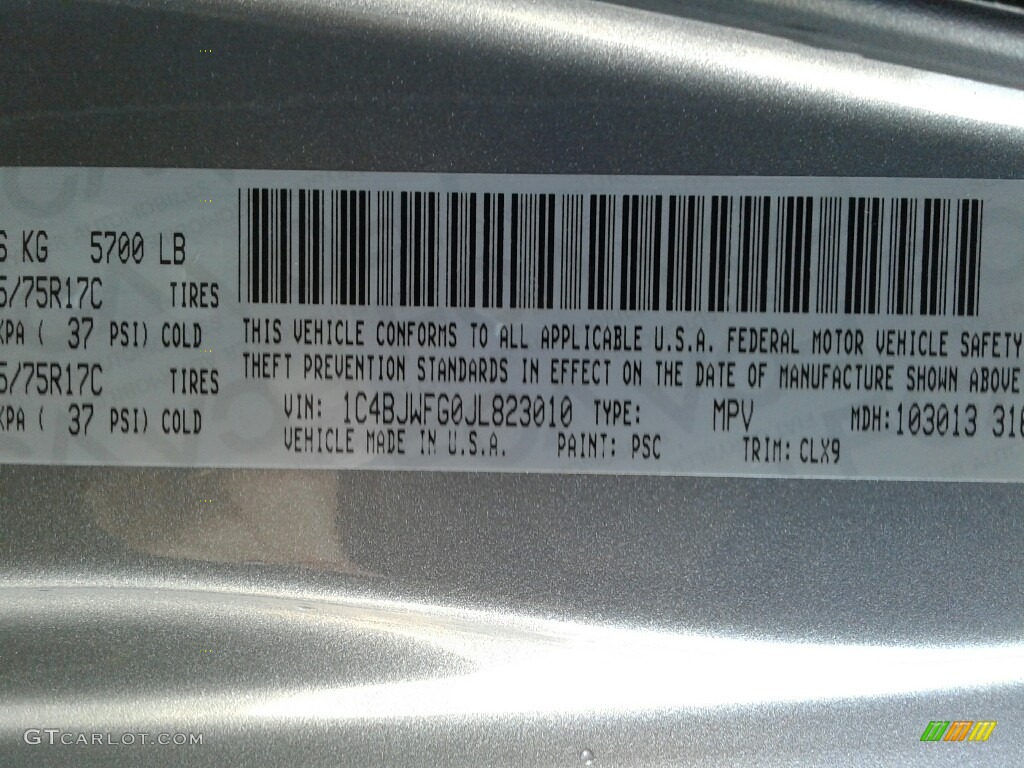 KG 5700 LB
/75R17C TIRES
KPA ( 37 PSI) COLD
/75R17C TIRES
KPA ( 37 PSI) COLD
THIS VEHICLE CONFORMS TO ALL APPLICABLE U.S.A. FEDERAL MOTOR VEHICLE SAFETY
THEFT PREVENTION STANDARDS IN EFFECT ON THE DATE OF MANUFACTURE SHOWN ABOVE
VIN: 1C4BJWFG0JL823010 TYPE: MPV MDH: 103013 31
VEHICLE MADE IN U.S.A. PAINT: PSC TRIM: CLX9
GTCARLOT.COM